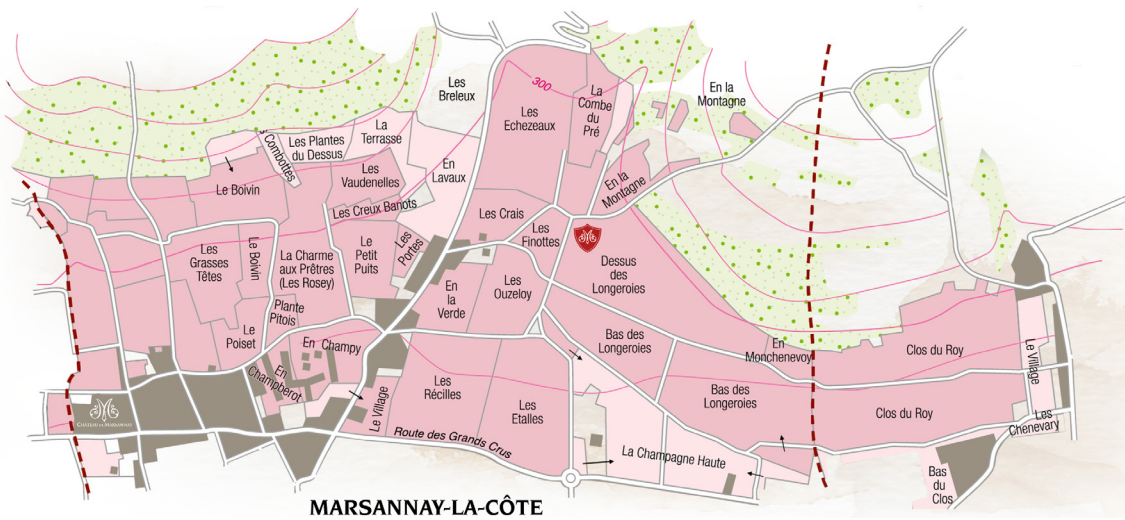 Les
Breleux
300
La
Combe
du
Pré
En la
Montagne
Les
Echezeaux
La
Terrasse
Les Plantes
du Dessus
Combottes
En
Lavaux
Le Boivin
Les
Vaudenelles
En la
Montagne
Les Creux Banots
Les Crais
Les
Finottes
Les Portes
Le
Petit
Puits
Les
Grasses
Têtes
Le Boivin
La Charme
aux Prêtres
(Les Rosey)
Dessus
des
Longeroies
En
la
Verde
Les
Ouzeloy
Plante
Pitois
Le
Poiset
En Champy
Bas des
Longeroies
En
Monchenevoy
Clos du Roy
Le Village
En
Champberot
Le Village
Les
Récilles
Bas des
Longeroies
Clos du Roy
Les
Chenevary
Les
Etalles
CHÂTEAU DE MARSANNAY
Route des Grands Crus
La Champagne Haute
Bas
du
Clos
MARSANNAY-LA-CÔTE